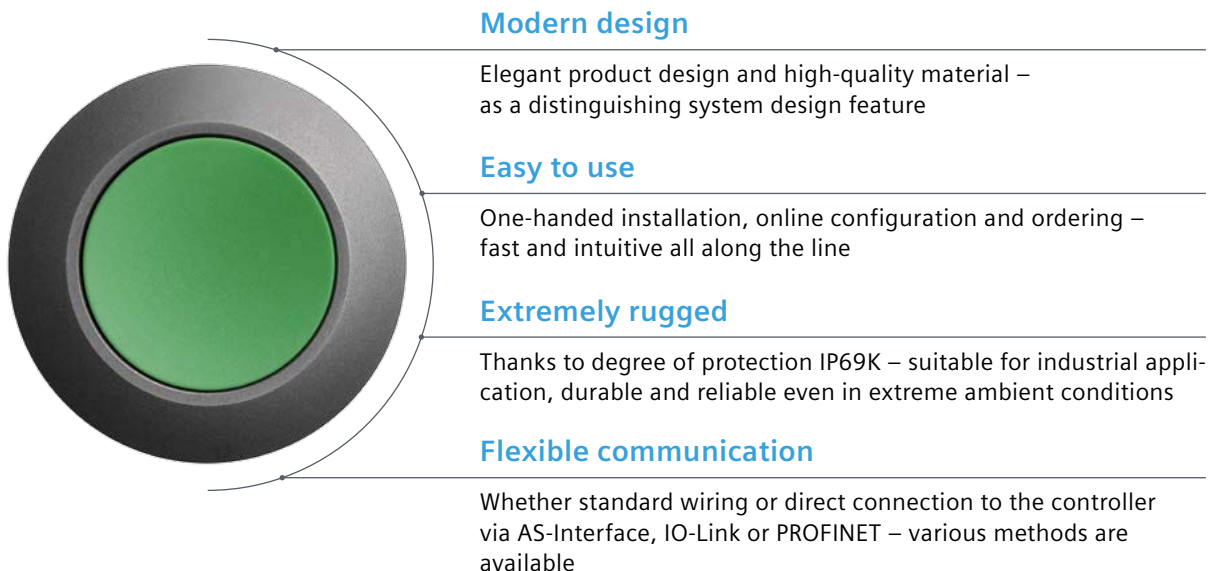 Modern design
Elegant product design and high-quality material –
as a distinguishing system design feature
Easy to use
One-handed installation, online configuration and ordering –
fast and intuitive all along the line
Extremely rugged
Thanks to degree of protection IP69K – suitable for industrial appli-
cation, durable and reliable even in extreme ambient conditions
Flexible communication
Whether standard wiring or direct connection to the controller
via AS-Interface, IO-Link or PROFINET – various methods are
available